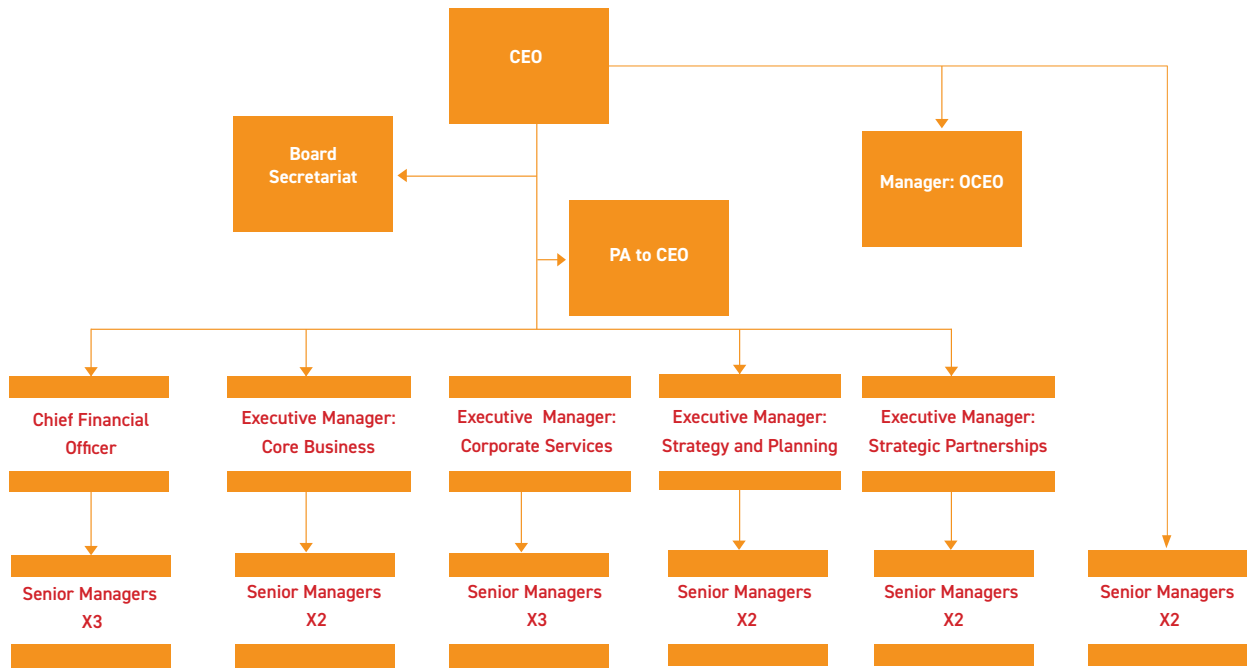 CEO
Board
Secretariat
Manager: OCEO
PA to CEO
Chief Financial
Officer
Executive Manager:
Core Business
Executive Manager:
Corporate Services
Executive Manager:
Strategy and Planning
Executive Manager:
Strategic Partnerships
Senior Managers
X3
Senior Managers
X2
Senior Managers
X3
Senior Managers
X2
Senior Managers
X2
Senior Managers
X2